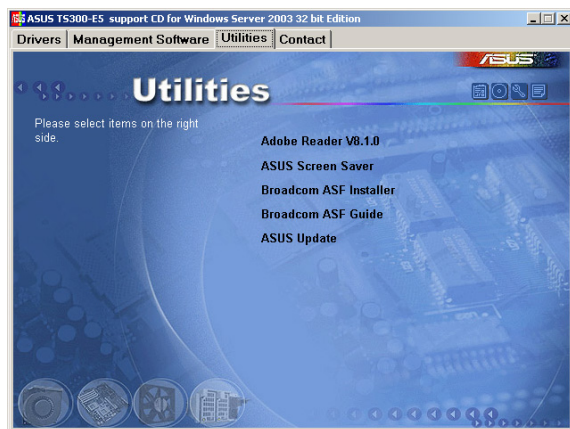 ASUS TS300-E5 support CD for Windows Server 2003 32 bit Edition
Drivers Management Software Utilities Contact
ASUS
Utilities
Please select items on the right
side.
Adobe Reader V8.1.0
ASUS Screen Saver
Broadcom ASF Installer
Broadcom ASF Guide
ASUS Update